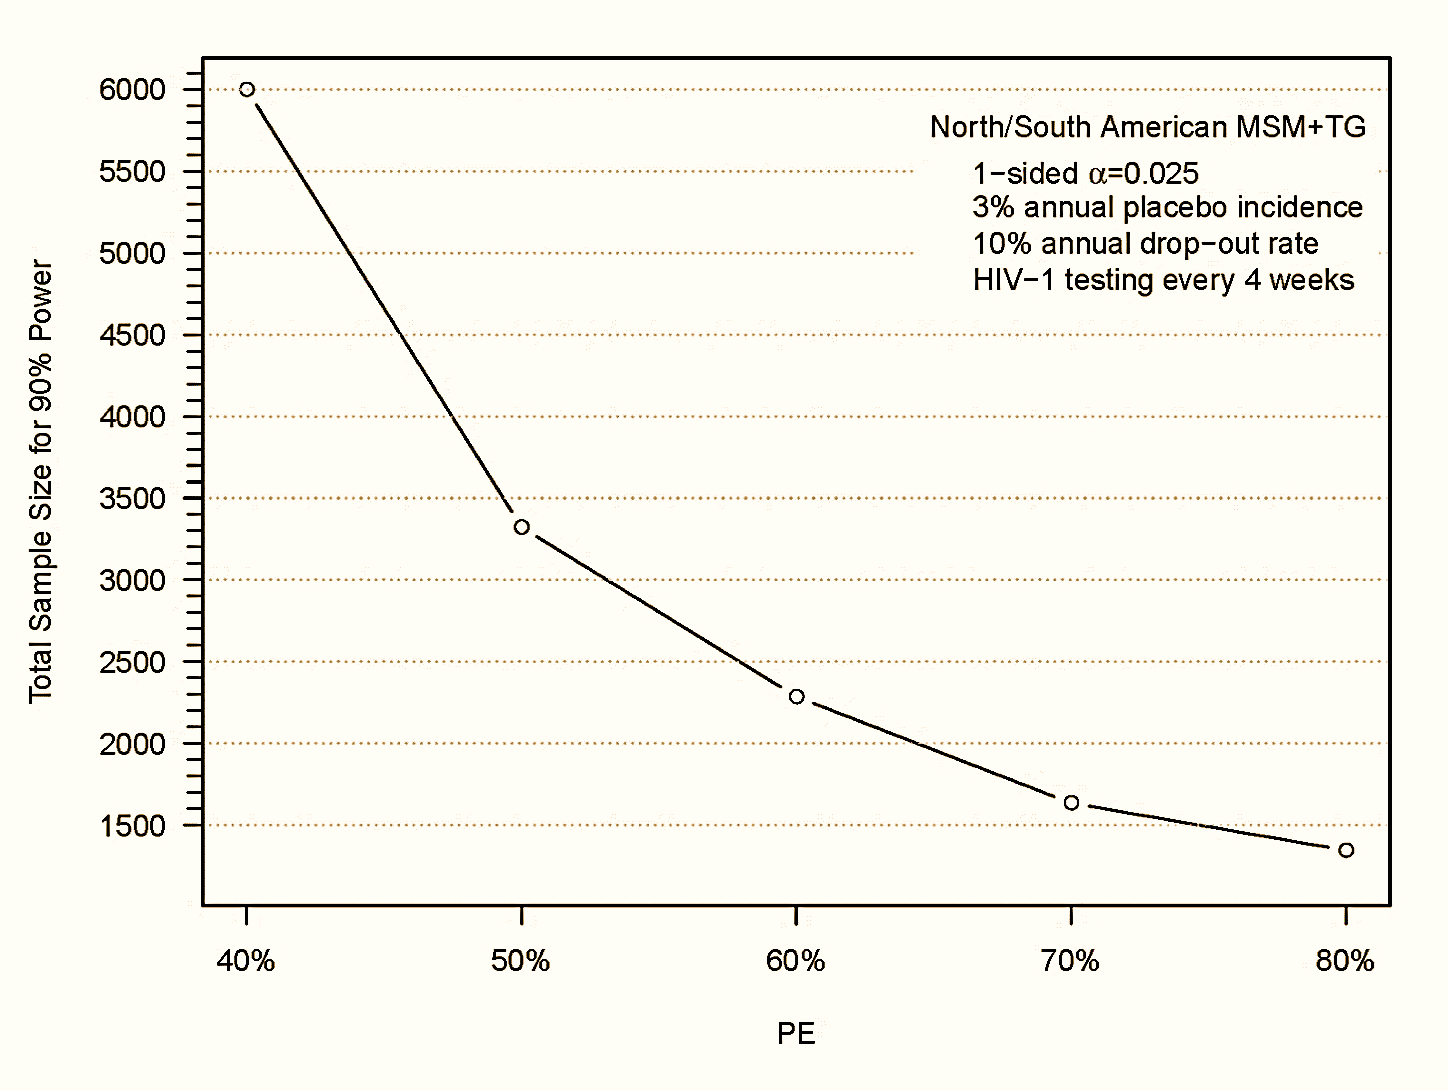 6000
5500
5000
4500
4000
3500
3000
2500
2000
1500
Total Sample Size for 90% Power
North/South American MSM+TG
1−sided α=0.025
3% annual placebo incidence
10% annual drop−out rate
HIV−1 testing every 4 weeks
40% 50% 60% 70% 80%
PE